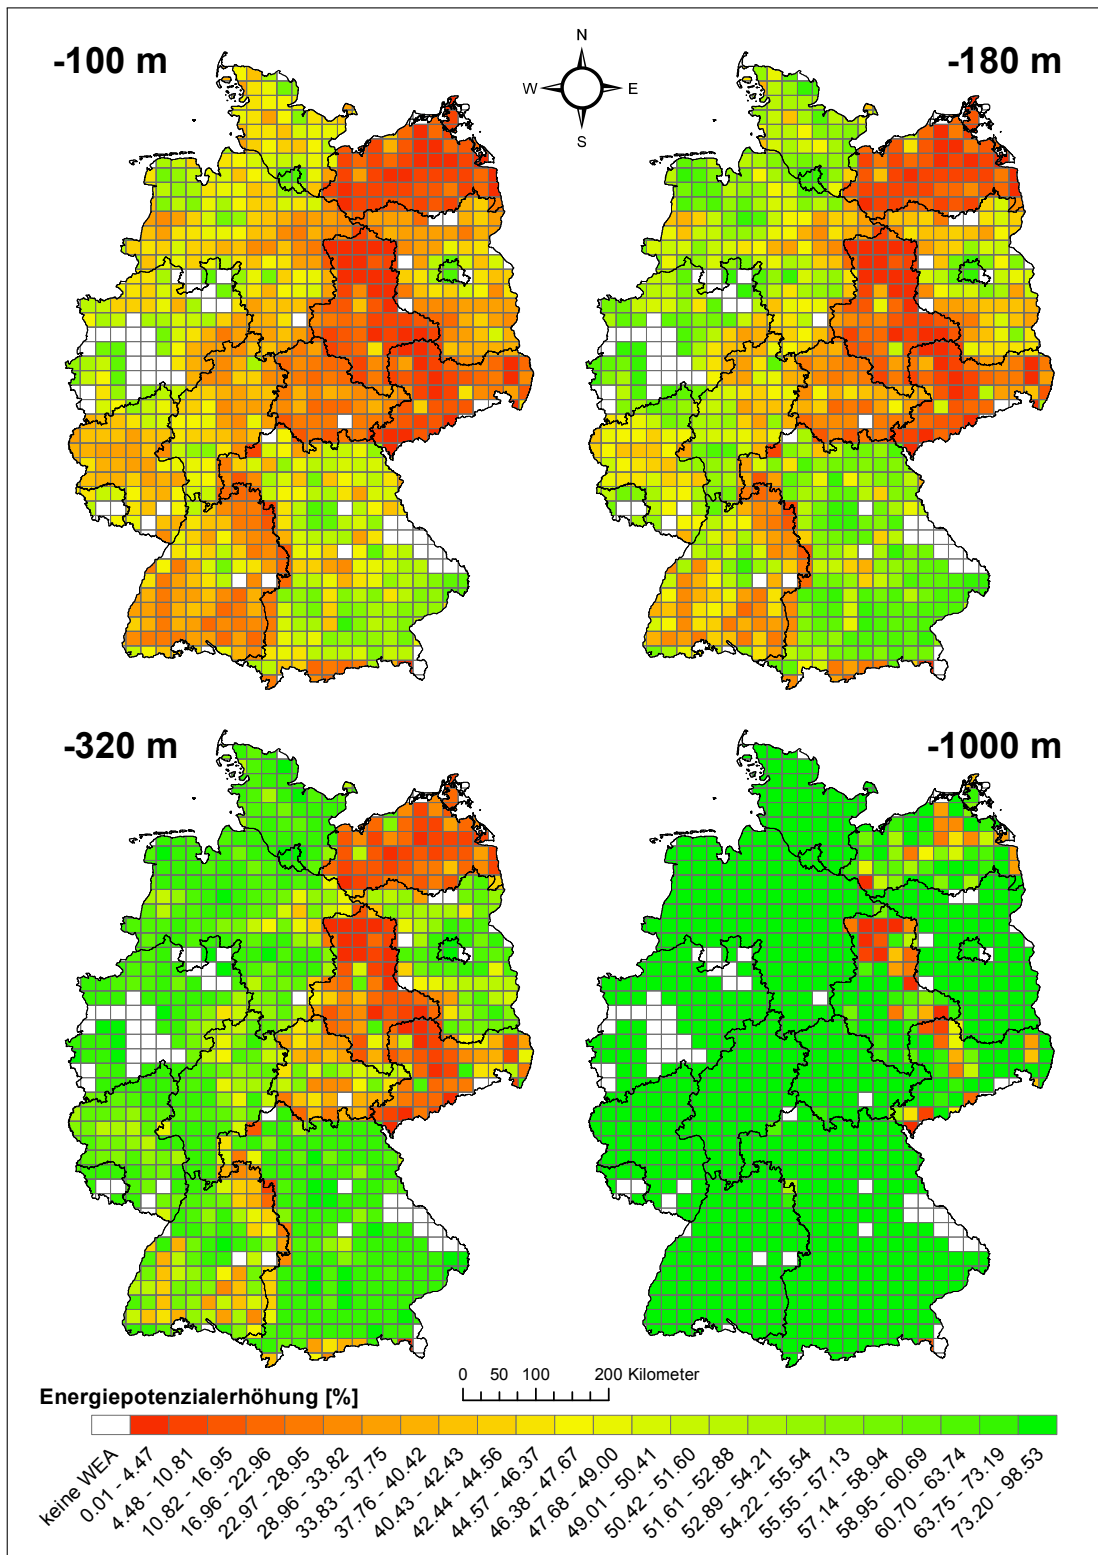 -100 m
N
W
E
S
-180 m
-320 m
-1000 m
0 50 100 200 Kilometer
Energiepotenzialerhöhung [%]
keine WEA
0.01 - 4.47
4.48 - 10.81
10.82 - 16.95
16.96 - 22.96
22.97 - 28.95
28.96 - 33.82
33.83 - 37.75
37.76 - 40.42
40.43 - 42.43
42.44 - 44.56
44.57 - 46.37
46.38 - 47.67
47.68 - 49.00
49.01 - 50.41
50.42 - 51.60
51.61 - 52.88
52.89 - 54.21
54.22 - 55.54
55.55 - 57.13
57.14 - 58.94
58.95 - 60.69
60.70 - 63.74
63.75 - 73.19
73.20 - 98.53